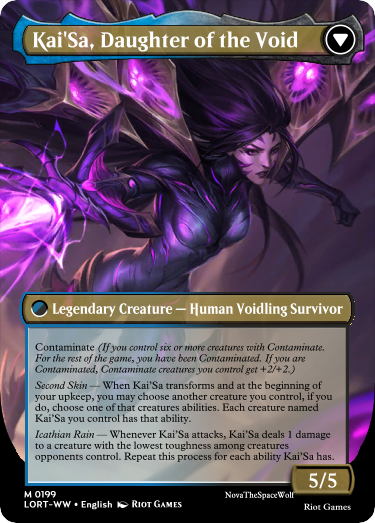 Kai'Sa, Daughter of the Void
Legendary Creature — Human Voidling Survivor
Contaminate (If you control six or more creatures with Contaminate.
For the rest of the game, you have been Contaminated. If you are
Contaminated, Contaminate creatures you control get +2/+2.)
Second Skin — When Kai'Sa transforms and at the beginning of
your upkeep, you may choose another creature you control, if you
do, choose one of that creatures abilities. Each creature named
Kai'Sa you control has that ability.
Icathian Rain — Whenever Kai'Sa attacks, Kai'Sa deals 1 damage
to a creature with the lowest toughness among creatures
opponents control. Repeat this process for each ability Kai'Sa has.
5/5
M 0199
LORT-WW • English Riot Games
NovaTheSpaceWolf
Riot Games